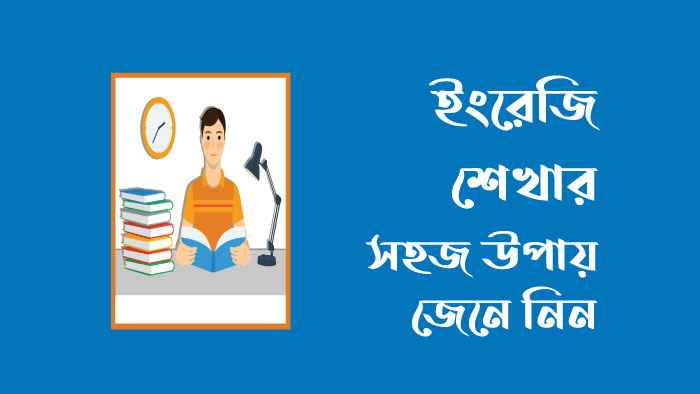 ইংরেজি
শেখার
সহজ উপায়
জেনে নিন